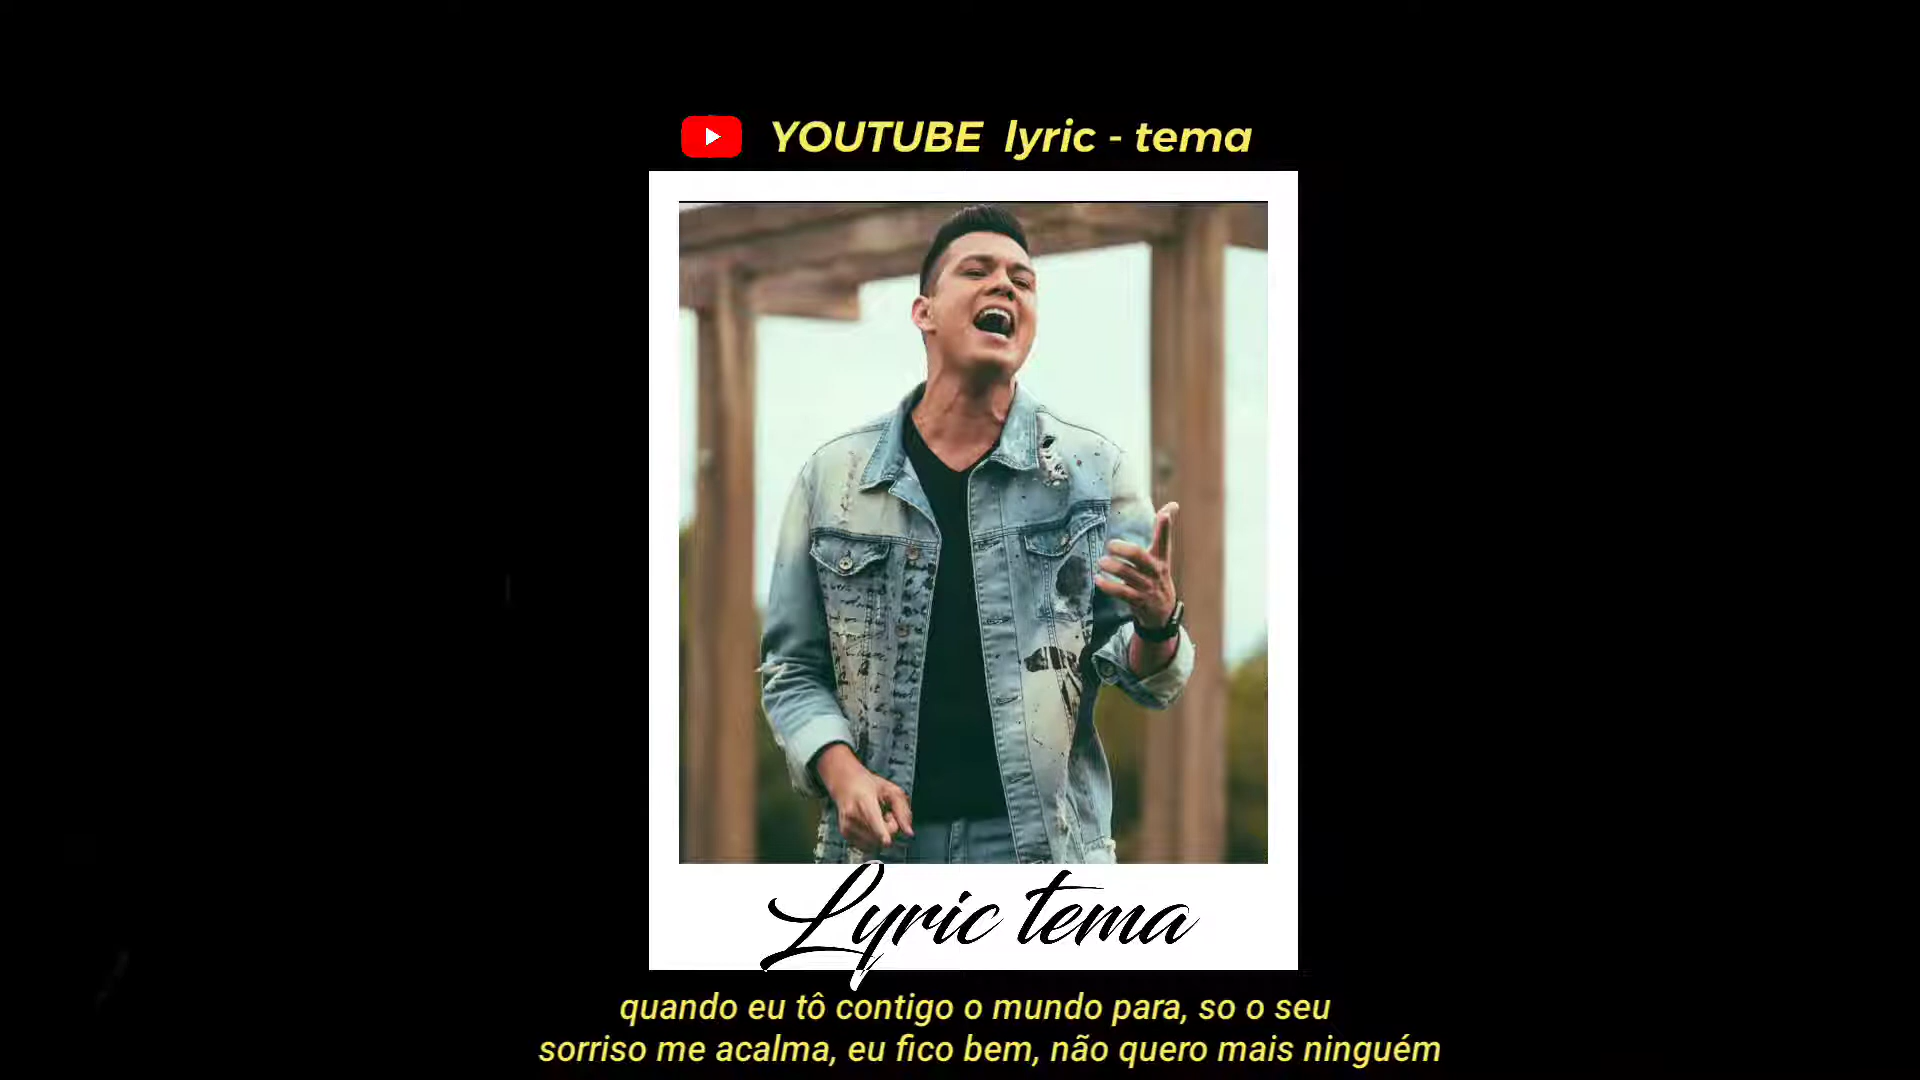 YOUTUBE lyric - tema
Lyric tema
quando eu tô contigo o mundo para, so o seu
sorriso me acalma, eu fico bem, não quero mais ninguém